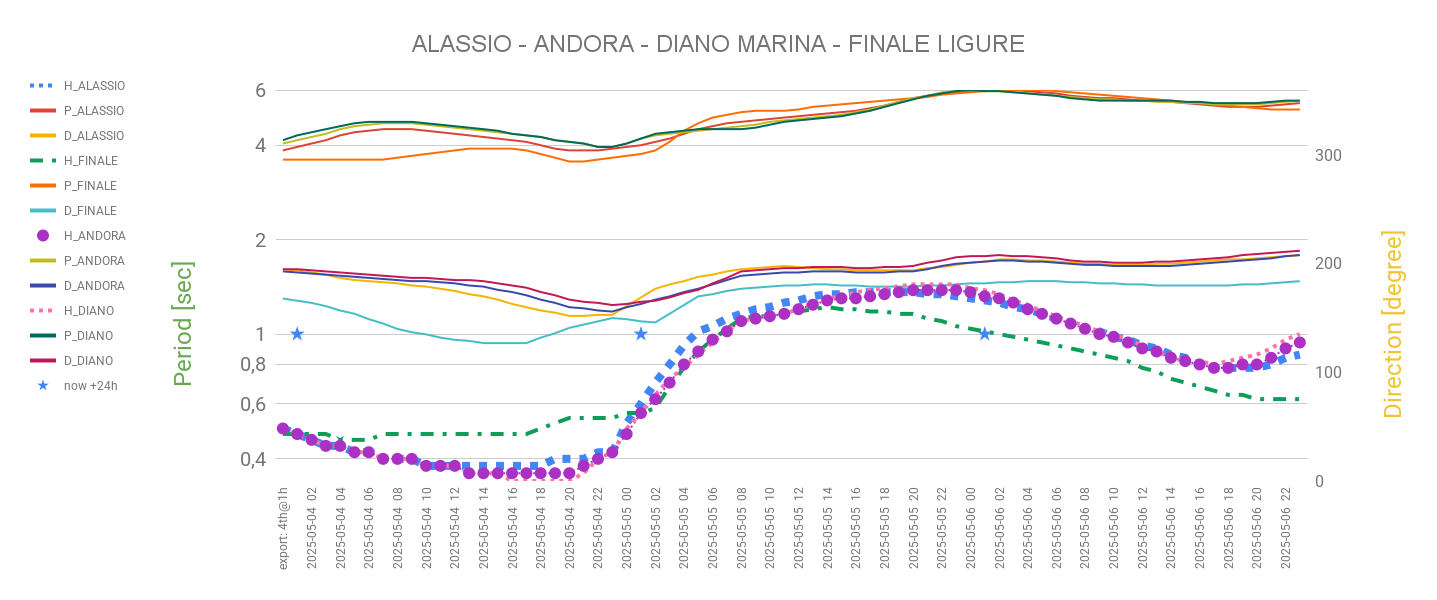 ALASSIO - ANDORA - DIANO MARINA - FINALE LIGURE
H_ALASSIO
P_ALASSIO
D_ALASSIO
H_FINALE
P_FINALE
D_FINALE
H_ANDORA
P_ANDORA
D_ANDORA
H_DIANO
P_DIANO
D_DIANO
now +24h
Period [sec]
6
4
2
1
0,8
0,6
0,4
300
200
100
0
Direction [degree]
export: 4th@1h
2025-05-04 02
2025-05-04 04
2025-05-04 06
2025-05-04 08
2025-05-04 10
2025-05-04 12
2025-05-04 14
2025-05-04 16
2025-05-04 18
2025-05-04 20
2025-05-04 22
2025-05-05 00
2025-05-05 02
2025-05-05 04
2025-05-05 06
2025-05-05 08
2025-05-05 10
2025-05-05 12
2025-05-05 14
2025-05-05 16
2025-05-05 18
2025-05-05 20
2025-05-05 22
2025-05-06 00
2025-05-06 02
2025-05-06 04
2025-05-06 06
2025-05-06 08
2025-05-06 10
2025-05-06 12
2025-05-06 14
2025-05-06 16
2025-05-06 18
2025-05-06 20
2025-05-06 22